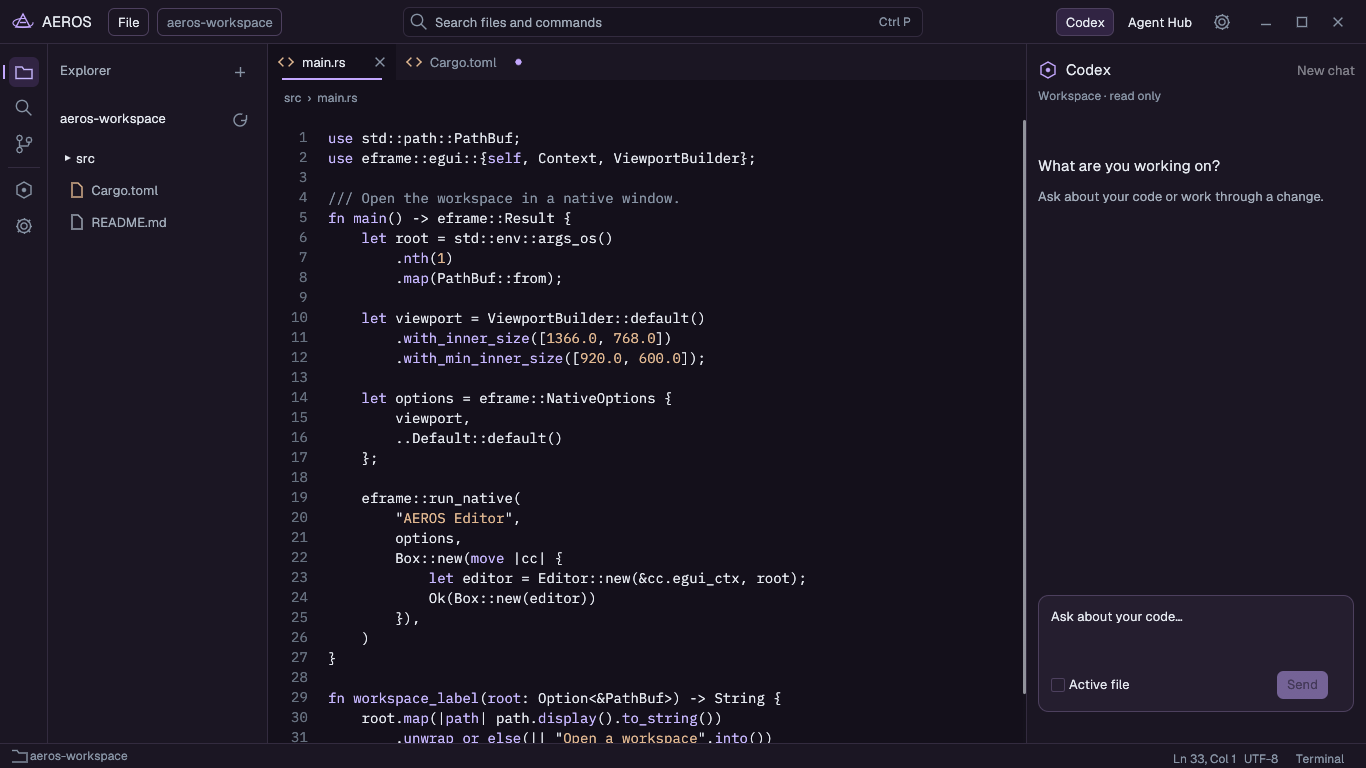 AEROS File aeros-workspace Search files and commands Ctrl P Codex Agent Hub
Explorer
aeros-workspace
src
Cargo.toml
README.md
main.rs Cargo.toml
src › main.rs
1 use std::path::PathBuf;
2 use eframe::egui::{self, Context, ViewportBuilder};
3
4 /// Open the workspace in a native window.
5 fn main() -> eframe::Result {
6     let root = std::env::args_os()
7         .nth(1)
8         .map(PathBuf::from);
9
10     let viewport = ViewportBuilder::default()
11         .with_inner_size([1366.0, 768.0])
12         .with_min_inner_size([920.0, 600.0]);
13
14     let options = eframe::NativeOptions {
15         viewport,
16         ..Default::default()
17     };
18
19     eframe::run_native(
20         "AEROS Editor",
21         options,
22         Box::new(move |cc| {
23             let editor = Editor::new(&cc.egui_ctx, root);
24             Ok(Box::new(editor))
25         }),
26     )
27 }
28
29 fn workspace_label(root: Option<&PathBuf>) -> String {
30     root.map(|path| path.display().to_string())
31         .unwrap_or_else(|| "Open a workspace".into())
Codex New chat
Workspace · read only
What are you working on?
Ask about your code or work through a change.
Ask about your code…
Active file Send
aeros-workspace Ln 33, Col 1 UTF-8 Terminal